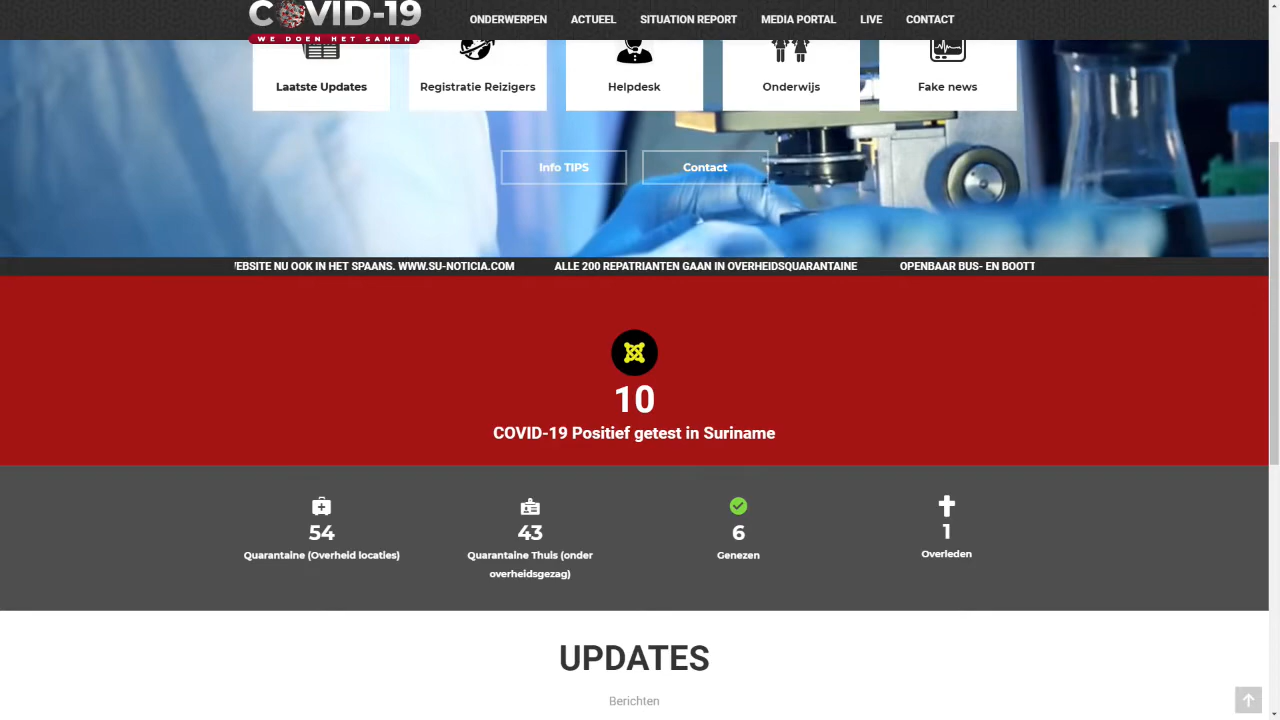 COVID-19
WE DOEN HET SAMEN
ONDERWERPEN
ACTUEEL
SITUATION REPORT
MEDIA PORTAL
LIVE
CONTACT
Laatste Updates
Registratie Reizigers
Helpdesk
Onderwijs
Fake news
Info TIPS
Contact
EBSITE NU OOK IN HET SPAANS. WWW.SU-NOTICIA.COM
ALLE 200 REPATRIANTEN GAAN IN OVERHEIDSQUARANTAINE
OPENBAAR BUS- EN BOOTT
10
COVID-19 Positief getest in Suriname
54
Quarantaine (Overheid locaties)
43
Quarantaine Thuis (onder
overheidsgezag)
6
Genezen
1
Overleden
UPDATES
Berichten